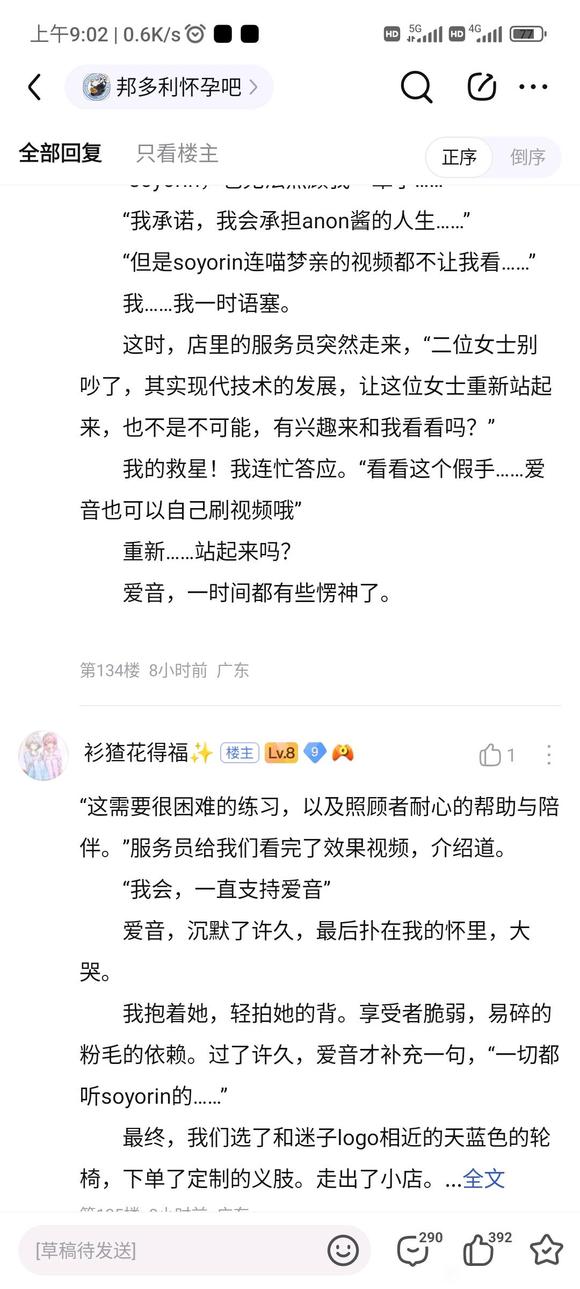 上午9:02 | 0.6K/s
HD 5G HD 4G 77
邦多利怀孕吧
全部回复 只看楼主 正序 倒序
“我承诺，我会承担anon酱的人生……”
“但是soyorin连喵梦亲的视频都不让我看……”
我……我一时语塞。
这时，店里的服务员突然走来，“二位女士别
吵了，其实现代技术的发展，让这位女士重新站起
来，也不是不可能，有兴趣来和我看看吗？”
我的救星！我连忙答应。“看看这个假手……爱
音也可以自己刷视频哦”
重新……站起来吗？
爱音，一时间都有些愣神了。
第134楼 8小时前 广东
衫猹花得福✨ 楼主 Lv.8 9
1
“这需要很困难的练习，以及照顾者耐心的帮助与陪
伴。”服务员给我们看完了效果视频，介绍道。
“我会，一直支持爱音”
爱音，沉默了许久，最后扑在我的怀里，大
哭。
我抱着她，轻拍她的背。享受者脆弱，易碎的
粉毛的依赖。过了许久，爱音才补充一句，“一切都
听soyorin的……”
最终，我们选了和迷子logo相近的天蓝色的轮
椅，下单了定制的义肢。走出了小店。...全文
[草稿待发送]
290 392